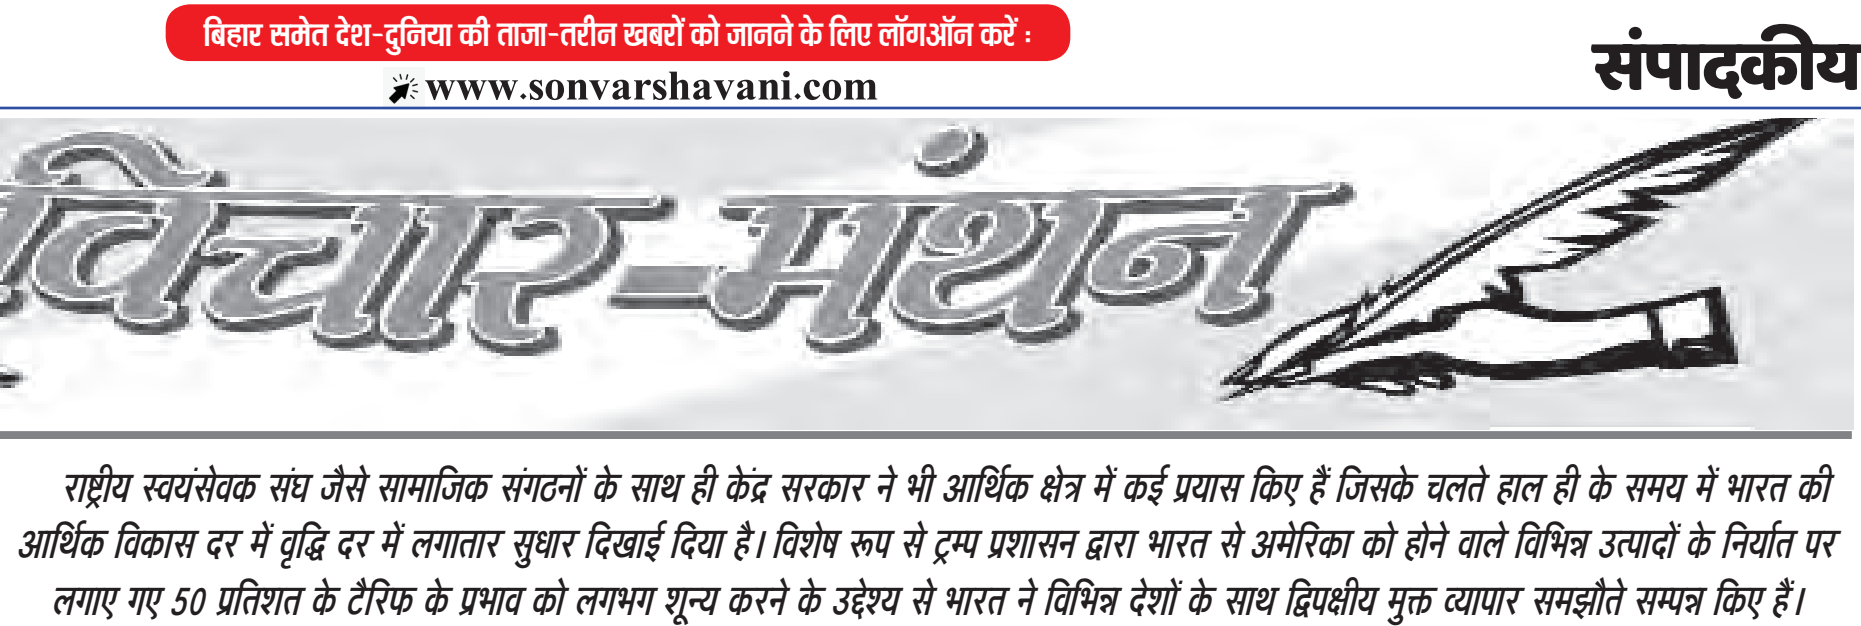 बिहार समेत देश-दुनिया की ताजा-तरीन खबरों को जानने के लिए लॉगऑन करें :
www.sonvarshavani.com
संपादकीय
विचार-मंथन
राष्ट्रीय स्वयंसेवक संघ जैसे सामाजिक संगठनों के साथ ही केंद्र सरकार ने भी आर्थिक क्षेत्र में कई प्रयास किए हैं जिसके चलते हाल ही के समय में भारत की
आर्थिक विकास दर में वृद्धि दर में लगातार सुधार दिखाई दिया है। विशेष रूप से ट्रम्प प्रशासन द्वारा भारत से अमेरिका को होने वाले विभिन्न उत्पादों के निर्यात पर
लगाए गए 50 प्रतिशत के टैरिफ के प्रभाव को लगभग शून्य करने के उद्देश्य से भारत ने विभिन्न देशों के साथ द्विपक्षीय मुक्त व्यापार समझौते सम्पन्न किए हैं।